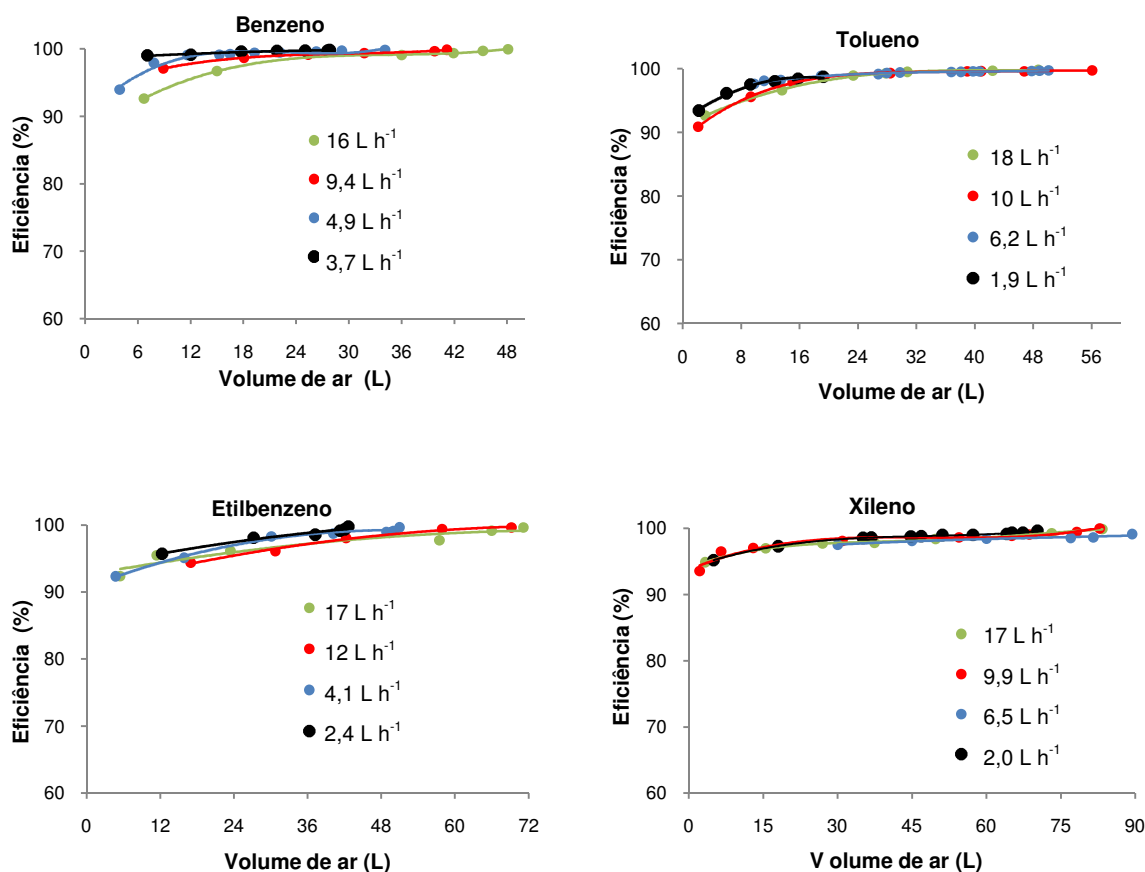 Benzeno
Eficiência (%)
100
90
80
70
60
16 L h-1
9,4 L h-1
4,9 L h-1
3,7 L h-1
0 6 12 18 24 30 36 42 48
Volume de ar (L)
Tolueno
Eficiência (%)
100
90
80
70
60
18 L h-1
10 L h-1
6,2 L h-1
1,9 L h-1
0 8 16 24 32 40 48 56
Volume de ar (L)
Etilbenzeno
Eficiência (%)
100
90
80
70
60
17 L h-1
12 L h-1
4,1 L h-1
2,4 L h-1
0 12 24 36 48 60 72
Volume de ar (L)
Xileno
Eficiência (%)
100
90
80
70
60
17 L h-1
9,9 L h-1
6,5 L h-1
2,0 L h-1
0 15 30 45 60 75 90
V olume de ar (L)